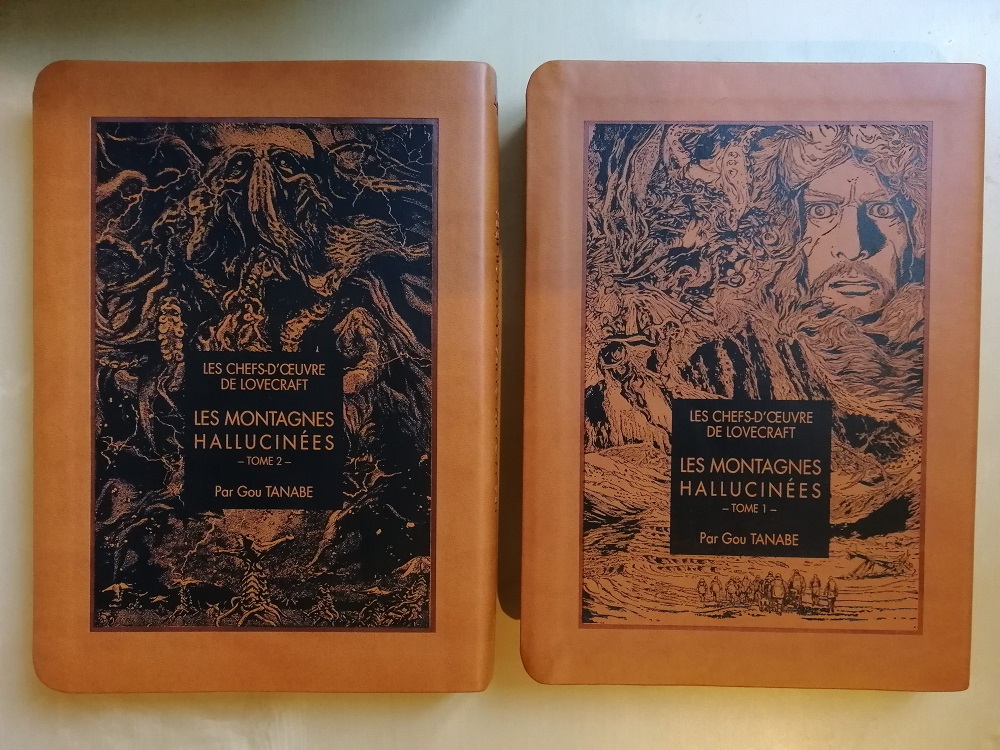 LES CHEFS-D'ŒUVRE
DE LOVECRAFT
LES MONTAGNES
HALLUCINÉES
– TOME 2 –
Par Gou TANABE
LES CHEFS-D'ŒUVRE
DE LOVECRAFT
LES MONTAGNES
HALLUCINÉES
– TOME 1 –
Par Gou TANABE